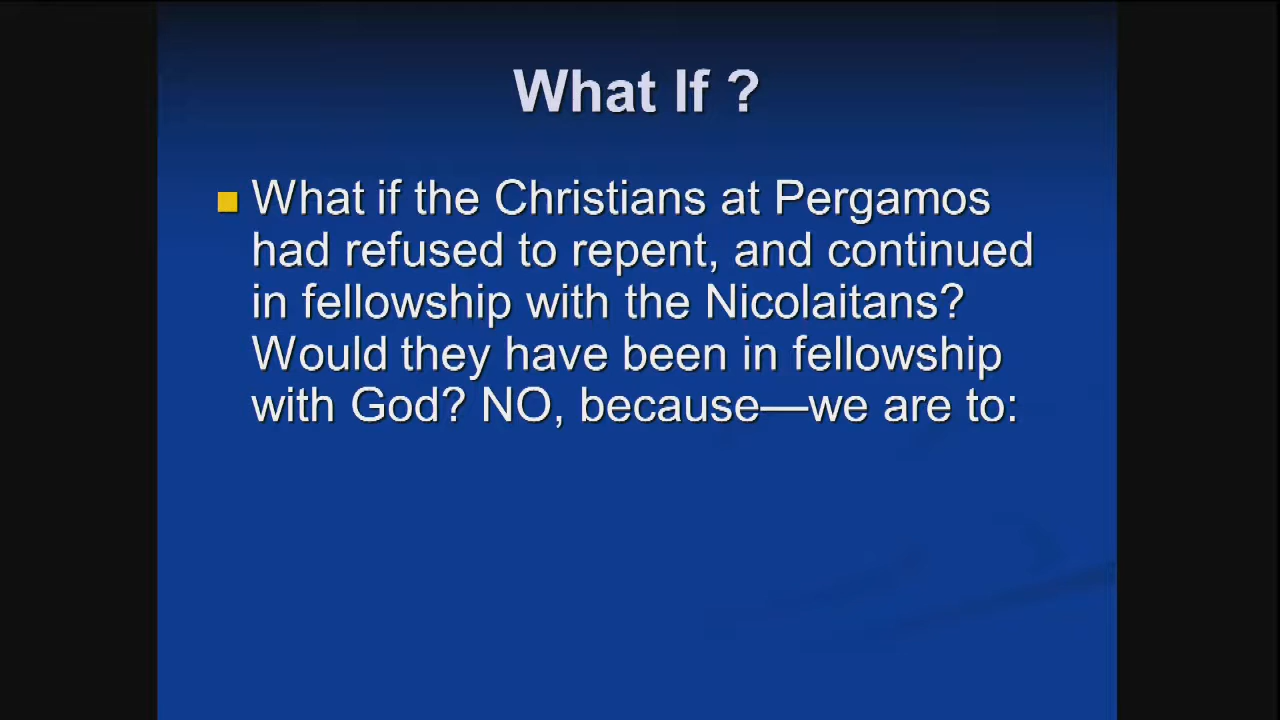 What If ?
What if the Christians at Pergamos
had refused to repent, and continued
in fellowship with the Nicolaitans?
Would they have been in fellowship
with God? NO, because—we are to: